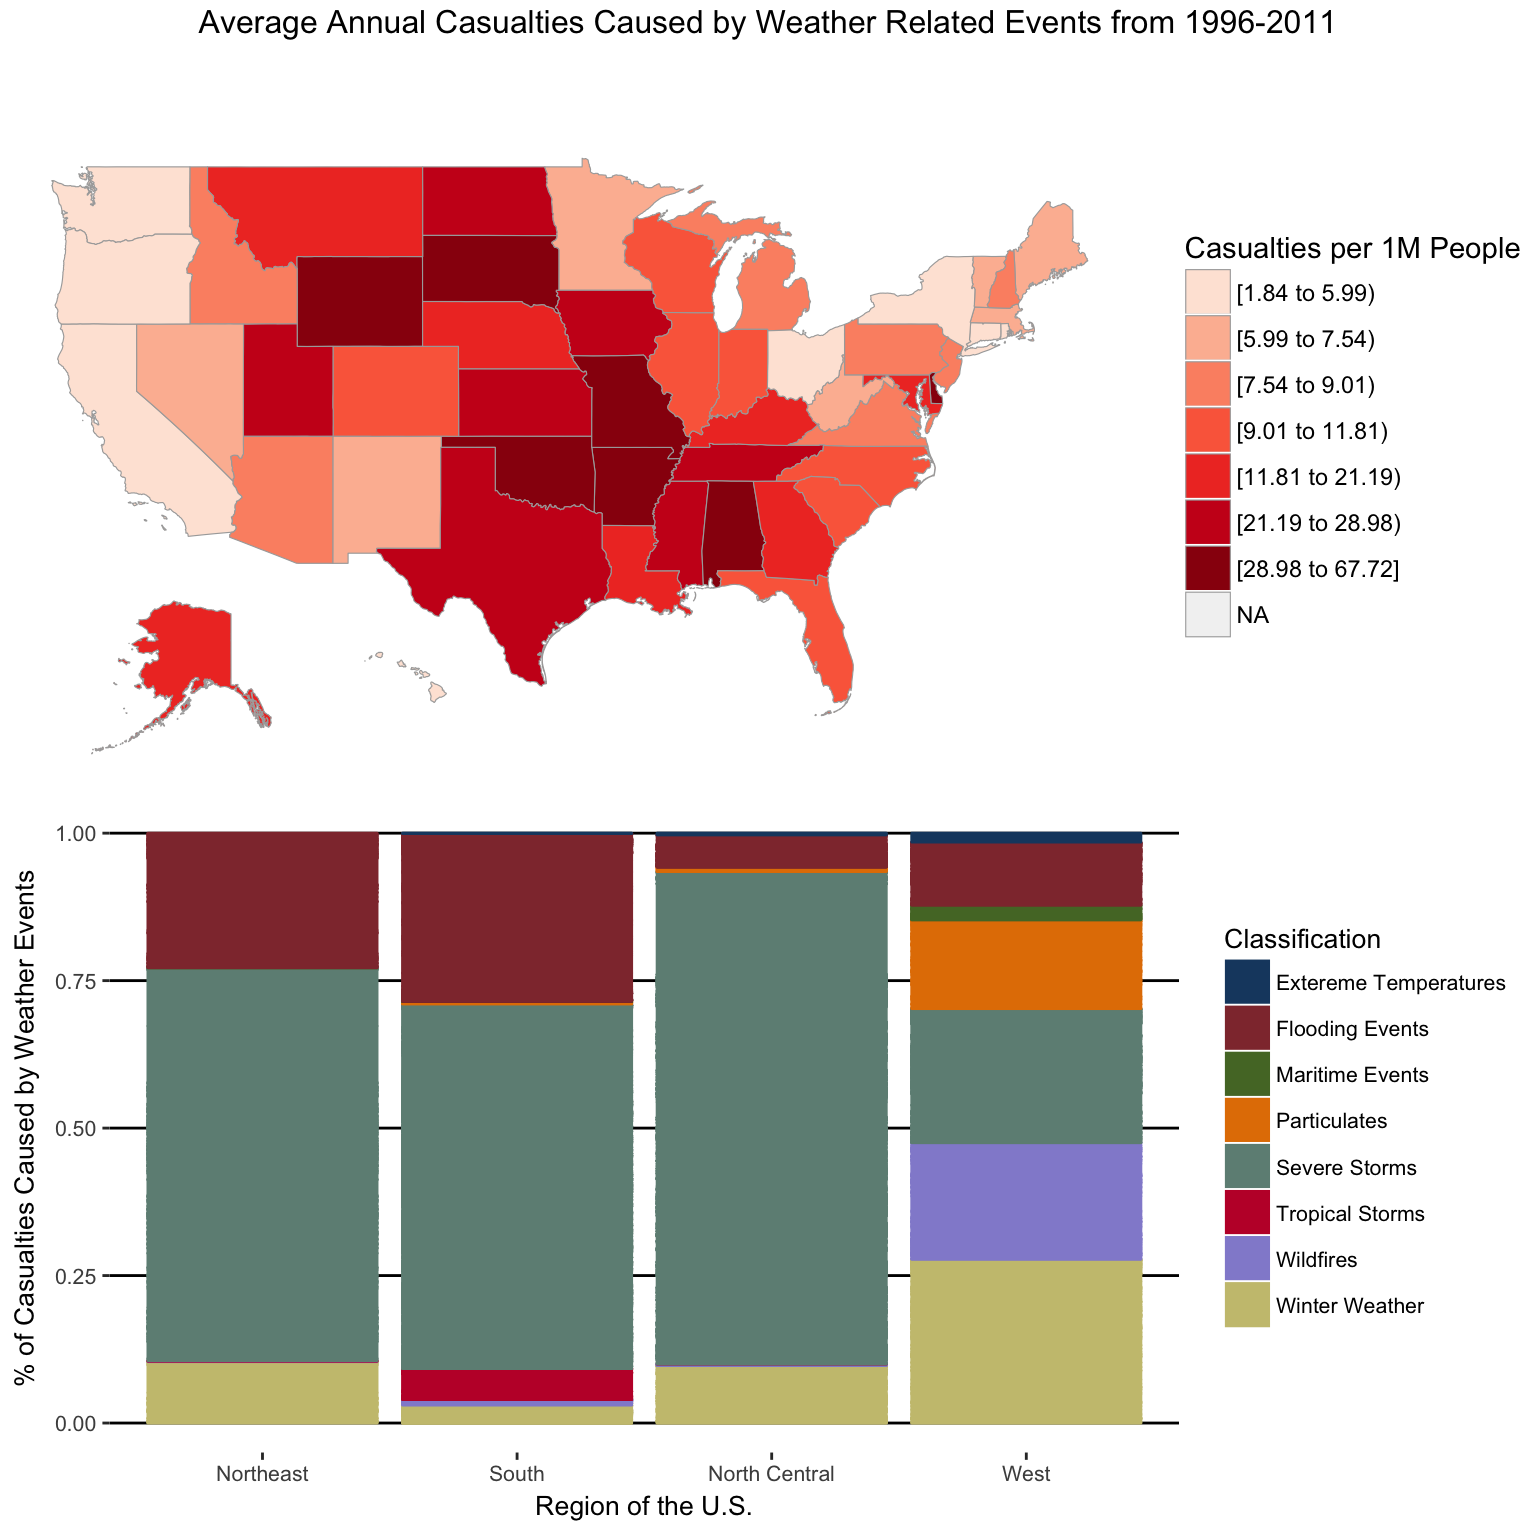 Average Annual Casualties Caused by Weather Related Events from 1996-2011
Casualties per 1M People
[1.84 to 5.99)
[5.99 to 7.54)
[7.54 to 9.01)
[9.01 to 11.81)
[11.81 to 21.19)
[21.19 to 28.98)
[28.98 to 67.72]
NA
% of Casualties Caused by Weather Events
1.00
0.75
0.50
0.25
0.00
Northeast
South
North Central
West
Region of the U.S.
Classification
Extereme Temperatures
Flooding Events
Maritime Events
Particulates
Severe Storms
Tropical Storms
Wildfires
Winter Weather